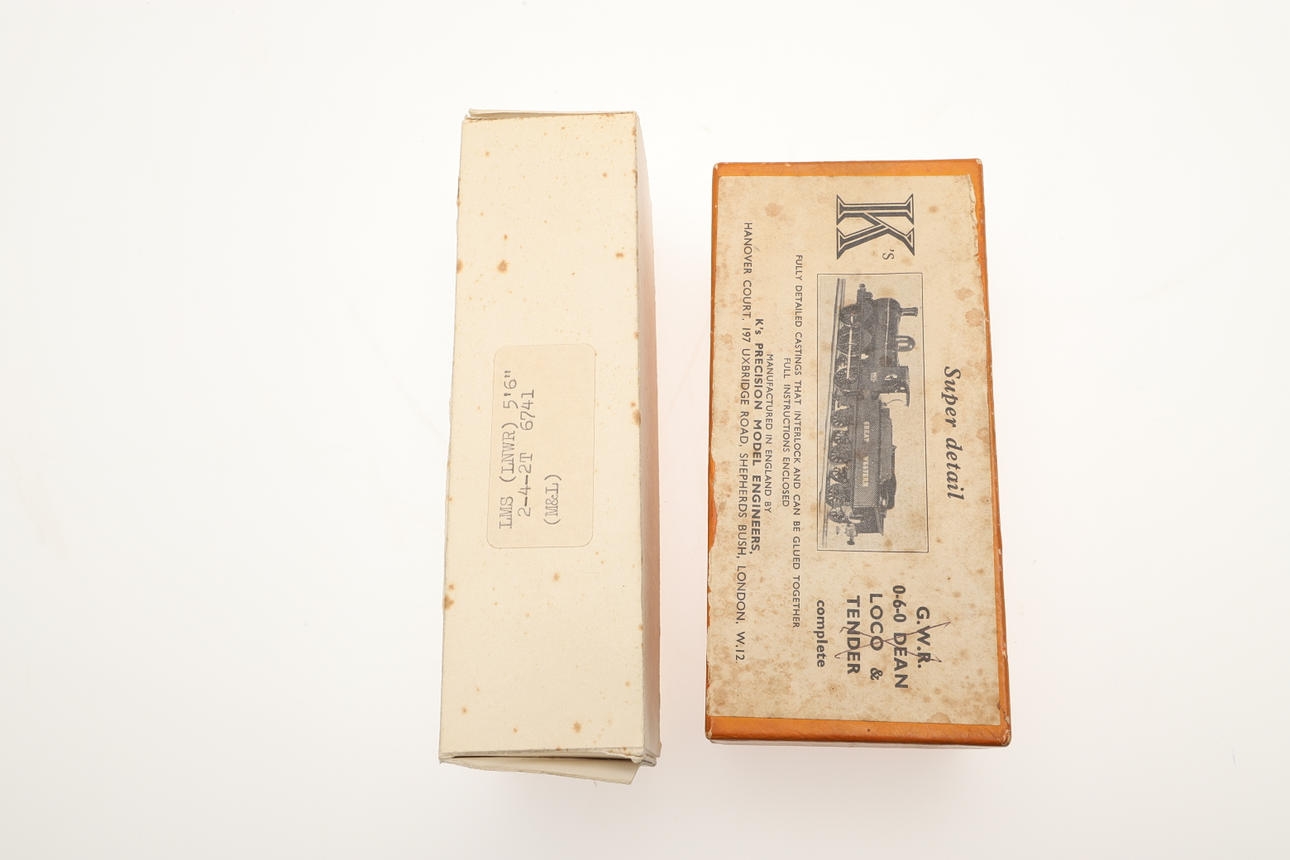 LMS (LNWR) 5'6"
2-4-2T 6741
(M&L)
K's
Super detail
GREAT WESTERN
G.W.R.
0-6-0 DEAN
LOCO &
TENDER
complete
FULLY DETAILED CASTINGS THAT INTERLOCK AND CAN BE GLUED TOGETHER
FULL INSTRUCTIONS ENCLOSED
MANUFACTURED IN ENGLAND BY
K's PRECISION MODEL ENGINEERS,
HANOVER COURT, 197 UXBRIDGE ROAD, SHEPHERDS BUSH, LONDON, W.12